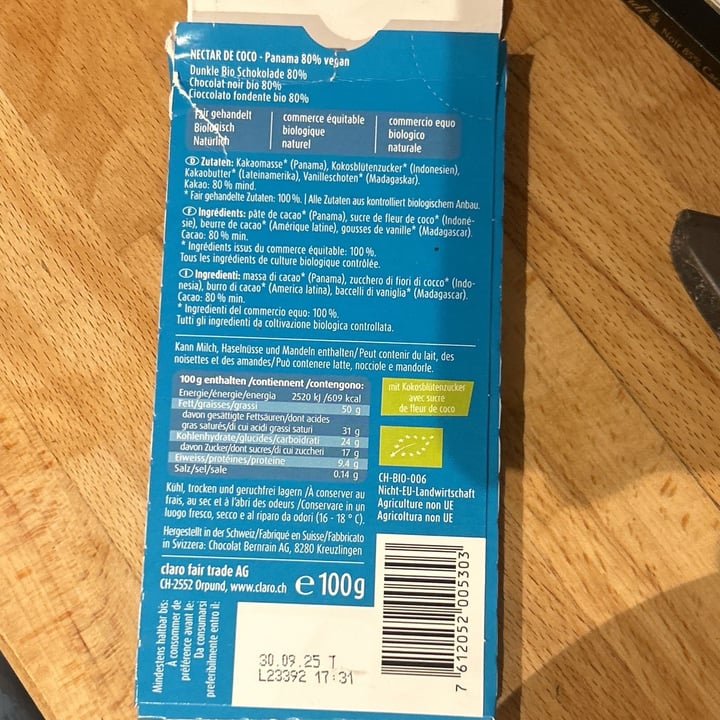 NECTAR DE COCO - Panama 80% vegan
Dunkle Bio Schokolade 80%
Chocolat noir bio 80%
Cioccolato fondente bio 80%
Fair gehandelt
Biologisch
Natürlich
commerce équitable
biologique
naturel
commercio equo
biologico
naturale
D Zutaten: Kakaomasse* (Panama), Kokosblütenzucker* (Indonesien),
Kakaobutter* (Lateinamerika), Vanilleschoten* (Madagaskar).
Kakao: 80 % mind.
* Fair gehandelte Zutaten: 100 %. | Alle Zutaten aus kontrolliert biologischem Anbau.
F Ingrédients: pâte de cacao* (Panama), sucre de fleur de coco* (Indoné-
sie), beurre de cacao* (Amérique latine), gousses de vanille* (Madagascar).
Cacao: 80 % min.
* Ingrédients issus du commerce équitable: 100 %.
Tous les ingrédients de culture biologique contrôlée.
I Ingredienti: massa di cacao* (Panama), zucchero di fiori di cocco* (Indo-
nesia), burro di cacao* (America latina), baccelli di vaniglia* (Madagascar).
Cacao: 80 % min.
* Ingredienti del commercio equo: 100 %.
Tutti gli ingredienti da coltivazione biologica controllata.
Kann Milch, Haselnüsse und Mandeln enthalten/Peut contenir du lait, des
noisettes et des amandes/Può contenere latte, nocciole e mandorle.
100 g enthalten /contiennent /contengono:
Energie/énergie/energia 2520 kJ /609 kcal
Fett/graisses/grassi 50 g
davon gesättigte Fettsäuren/dont acides
gras saturés/di cui acidi grassi saturi 31 g
Kohlenhydrate/glucides/carboidrati 24 g
davon Zucker/dont sucres/di cui zuccheri 17 g
Eiweiss/protéines/proteine 9.4 g
Salz/sel/sale 0.14 g
mit Kokosblütenzucker
avec sucre
de fleur de coco
CH-BIO-006
Nicht-EU-Landwirtschaft
Agriculture non UE
Agricoltura non UE
Kühl, trocken und geruchfrei lagern /À conserver au
frais, au sec et à l'abri des odeurs /Conservare in un
luogo fresco, secco e al riparo da odori (16 - 18 °C).
Hergestellt in der Schweiz/Fabriqué en Suisse/Fabbricato
in Svizzera: Chocolat Bernrain AG, 8280 Kreuzlingen
claro fair trade AG
CH-2552 Orpund, www.claro.ch
e 100g
Mindestens haltbar bis:
À consommer de
préférence avant le:
Da consumarsi
preferibilmente entro il:
30.09.25 T
L23392 17:31
7 612052 005303